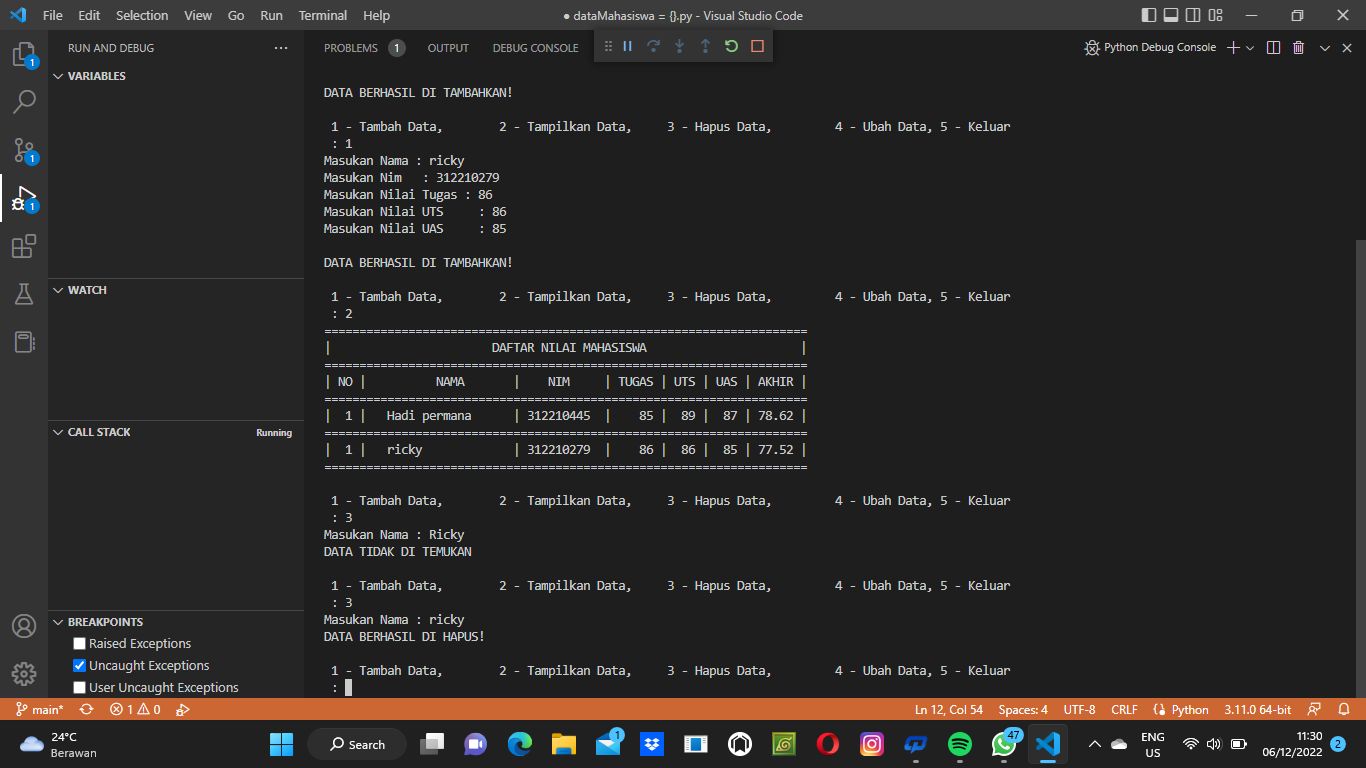 File Edit Selection View Go Run Terminal Help
● dataMahasiswa = {}.py - Visual Studio Code
RUN AND DEBUG ···
VARIABLES
WATCH
CALL STACK Running
BREAKPOINTS
Raised Exceptions
Uncaught Exceptions
User Uncaught Exceptions
1
1
1
PROBLEMS 1 OUTPUT DEBUG CONSOLE
Python Debug Console
DATA BERHASIL DI TAMBAHKAN!
1 - Tambah Data, 2 - Tampilkan Data, 3 - Hapus Data, 4 - Ubah Data, 5 - Keluar
: 1
Masukan Nama : ricky
Masukan Nim : 312210279
Masukan Nilai Tugas : 86
Masukan Nilai UTS : 86
Masukan Nilai UAS : 85
DATA BERHASIL DI TAMBAHKAN!
1 - Tambah Data, 2 - Tampilkan Data, 3 - Hapus Data, 4 - Ubah Data, 5 - Keluar
: 2
=====================================================================
| DAFTAR NILAI MAHASISWA |
=====================================================================
| NO | NAMA | NIM | TUGAS | UTS | UAS | AKHIR |
=====================================================================
| 1 | Hadi permana | 312210445 | 85 | 89 | 87 | 78.62 |
=====================================================================
| 1 | ricky | 312210279 | 86 | 86 | 85 | 77.52 |
=====================================================================
1 - Tambah Data, 2 - Tampilkan Data, 3 - Hapus Data, 4 - Ubah Data, 5 - Keluar
: 3
Masukan Nama : Ricky
DATA TIDAK DI TEMUKAN
1 - Tambah Data, 2 - Tampilkan Data, 3 - Hapus Data, 4 - Ubah Data, 5 - Keluar
: 3
Masukan Nama : ricky
DATA BERHASIL DI HAPUS!
1 - Tambah Data, 2 - Tampilkan Data, 3 - Hapus Data, 4 - Ubah Data, 5 - Keluar
:
main* 1 0 Ln 12, Col 54 Spaces: 4 UTF-8 CRLF Python 3.11.0 64-bit
24°C
Berawan
Search
1
47
ENG
US
11:30
06/12/2022
2